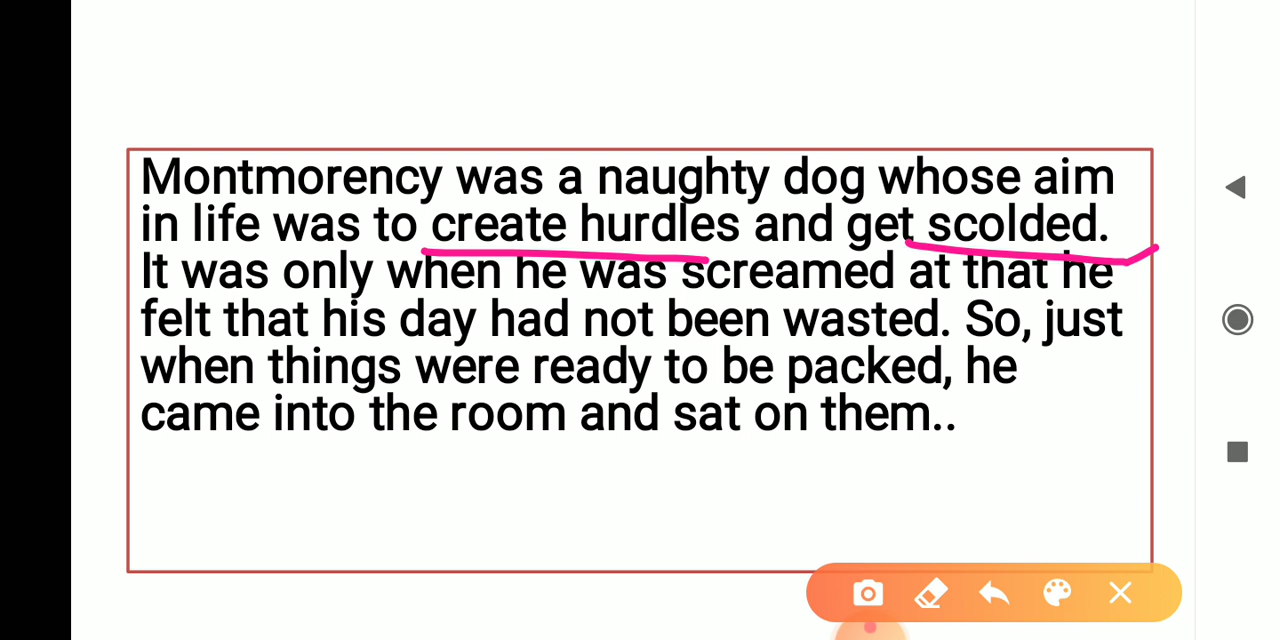 Montmorency was a naughty dog whose aim
in life was to create hurdles and get scolded.
It was only when he was screamed at that he
felt that his day had not been wasted. So, just
when things were ready to be packed, he
came into the room and sat on them..